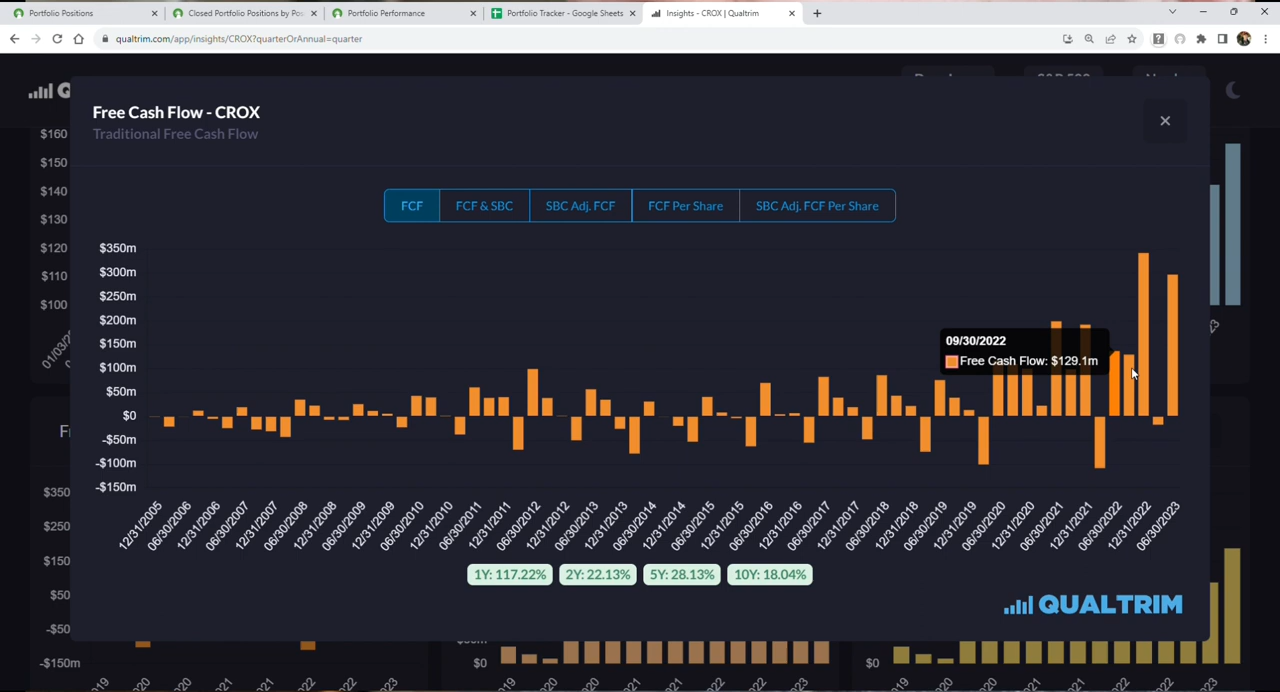 Portfolio Positions
Closed Portfolio Positions by Pos
Portfolio Performance
Portfolio Tracker - Google Sheets
Insights - CROX | Qualtrim
qualtrim.com/app/insights/CROX?quarterOrAnnual=quarter
Free Cash Flow - CROX
Traditional Free Cash Flow
FCF
FCF & SBC
SBC Adj. FCF
FCF Per Share
SBC Adj. FCF Per Share
$350m
$300m
$250m
$200m
$150m
$100m
$50m
$0
-$50m
-$100m
-$150m
09/30/2022
Free Cash Flow: $129.1m
12/31/2005
06/30/2006
12/31/2006
06/30/2007
12/31/2007
06/30/2008
12/31/2008
06/30/2009
12/31/2009
06/30/2010
12/31/2010
06/30/2011
12/31/2011
06/30/2012
12/31/2012
06/30/2013
12/31/2013
06/30/2014
12/31/2014
06/30/2015
12/31/2015
06/30/2016
12/31/2016
06/30/2017
12/31/2017
06/30/2018
12/31/2018
06/30/2019
12/31/2019
06/30/2020
12/31/2020
06/30/2021
12/31/2021
06/30/2022
12/31/2022
06/30/2023
1Y: 117.22%
2Y: 22.13%
5Y: 28.13%
10Y: 18.04%
QUALTRIM
$160
$150
$140
$130
$120
$110
$100
$350
$250
$150
$50
-$50
-$150m
$0
$0